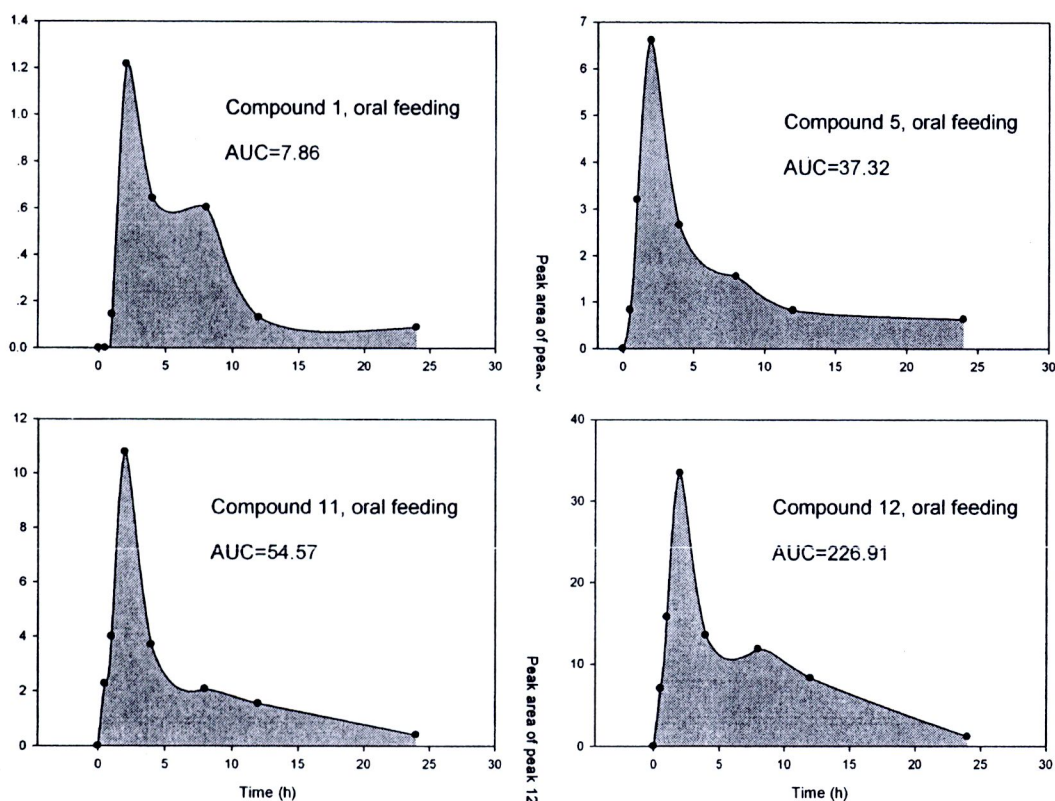 1.4
1.2
1.0
.8
.6
.4
.2
0.0
Compound 1, oral feeding
AUC=7.86
0 5 10 15 20 25 30
Peak area of peak
7
6
5
4
3
2
1
0
Compound 5, oral feeding
AUC=37.32
0 5 10 15 20 25 30
12
10
8
6
4
2
0
Compound 11, oral feeding
AUC=54.57
0 5 10 15 20 25 30
Time (h)
Peak area of peak 12
40
30
20
10
0
Compound 12, oral feeding
AUC=226.91
0 5 10 15 20 25 30
Time (h)